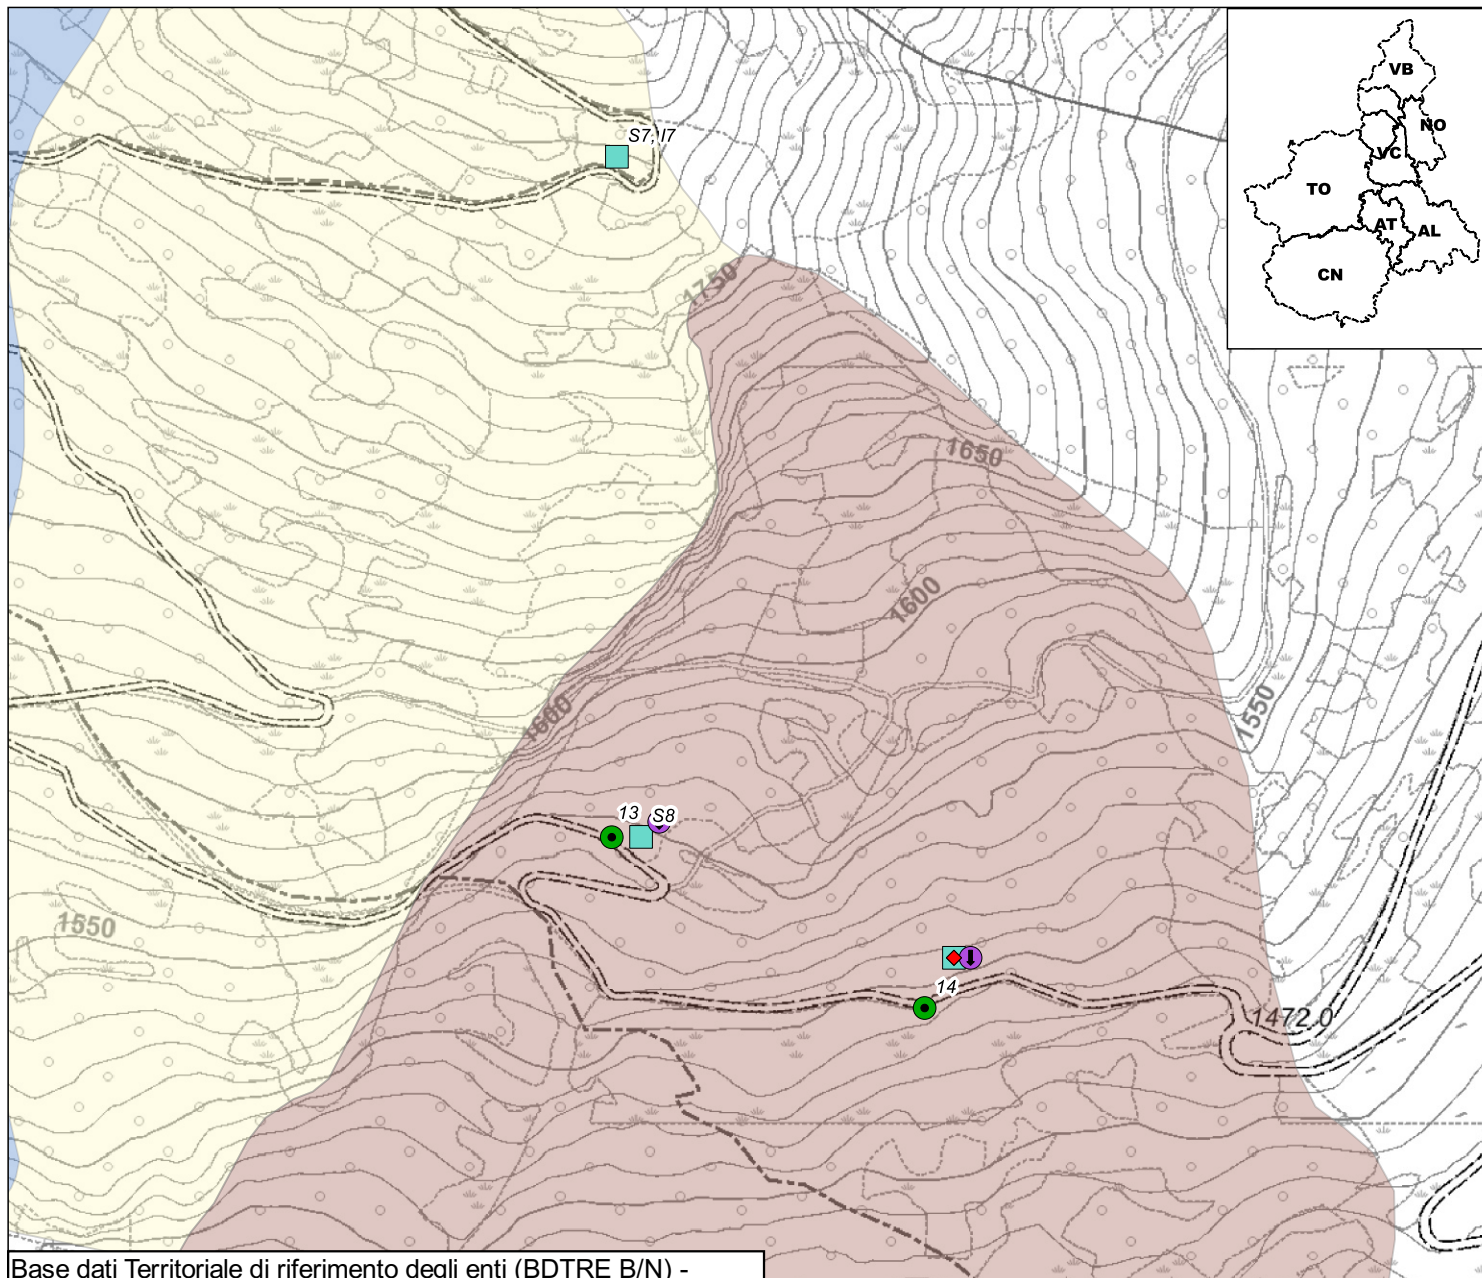 VB
NO
VC
TO
AT
AL
CN
S7, I7
1750
1650
1600
1600
1550
13
S8
1550
14
1472.0
Base dati Territoriale di riferimento degli enti (BDTRE B/N) -